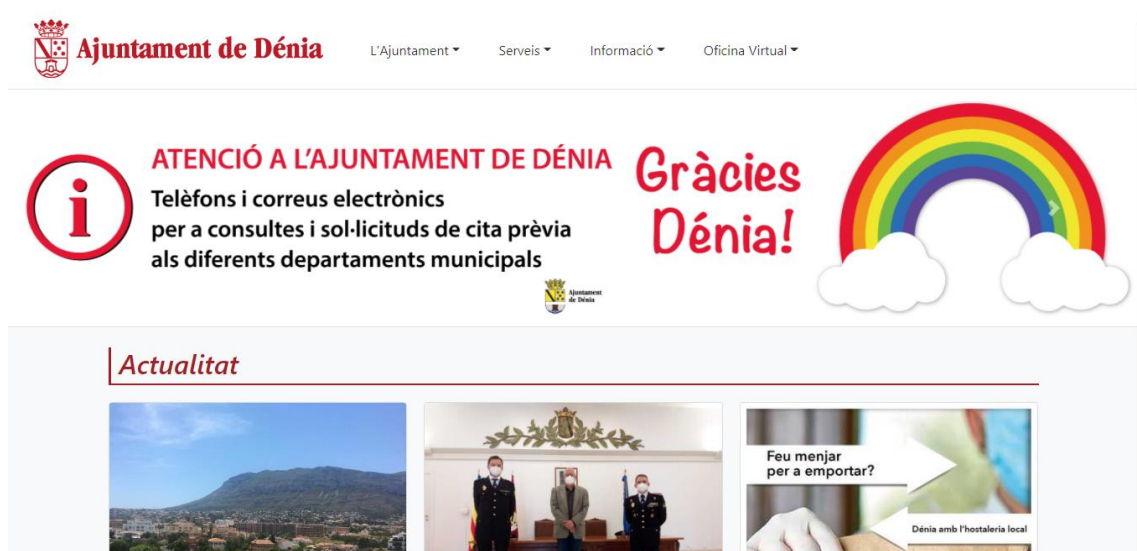 Ajuntament de Dénia
L'Ajuntament Serveis Informació Oficina Virtual
ATENCIÓ A L'AJUNTAMENT DE DÉNIA
Telèfons i correus electrònics
per a consultes i sol·licituds de cita prèvia
als diferents departaments municipals
Ajuntament
de Dénia
Gràcies
Dénia!
Actualitat
Feu menjar
per a emportar?
Dénia amb l'hostaleria local